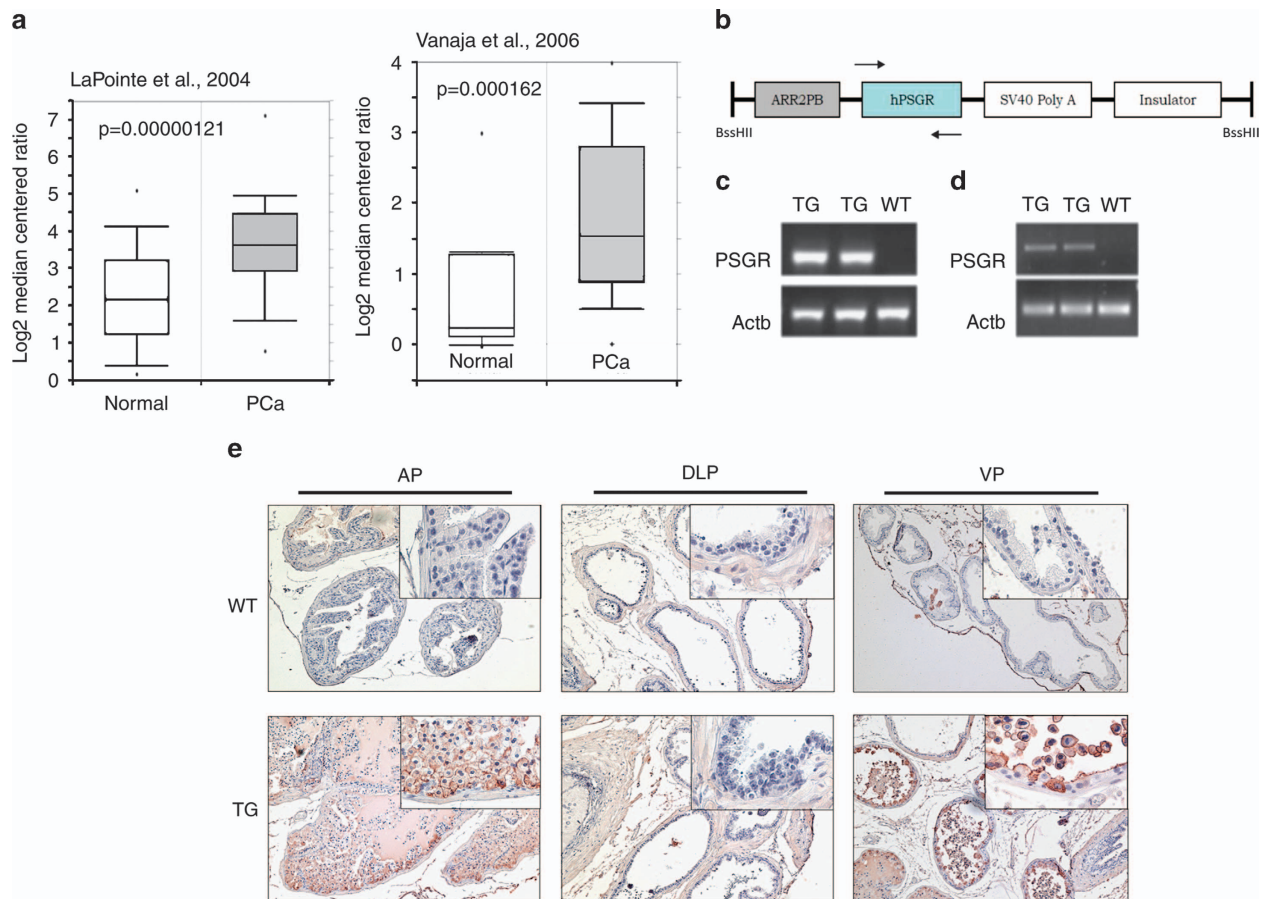 a
LaPointe et al., 2004
p=0.00000121
Log2 median centered ratio
7
6
5
4
3
2
1
0
Normal
PCa
Vanaja et al., 2006
p=0.000162
Log2 median centered ratio
4
3
2
1
0
Normal
PCa
b
ARR2PB
hPSGR
SV40 Poly A
Insulator
BssHII
BssHII
c
TG TG WT
PSGR
Actb
d
TG TG WT
PSGR
Actb
e
AP
DLP
VP
WT
TG